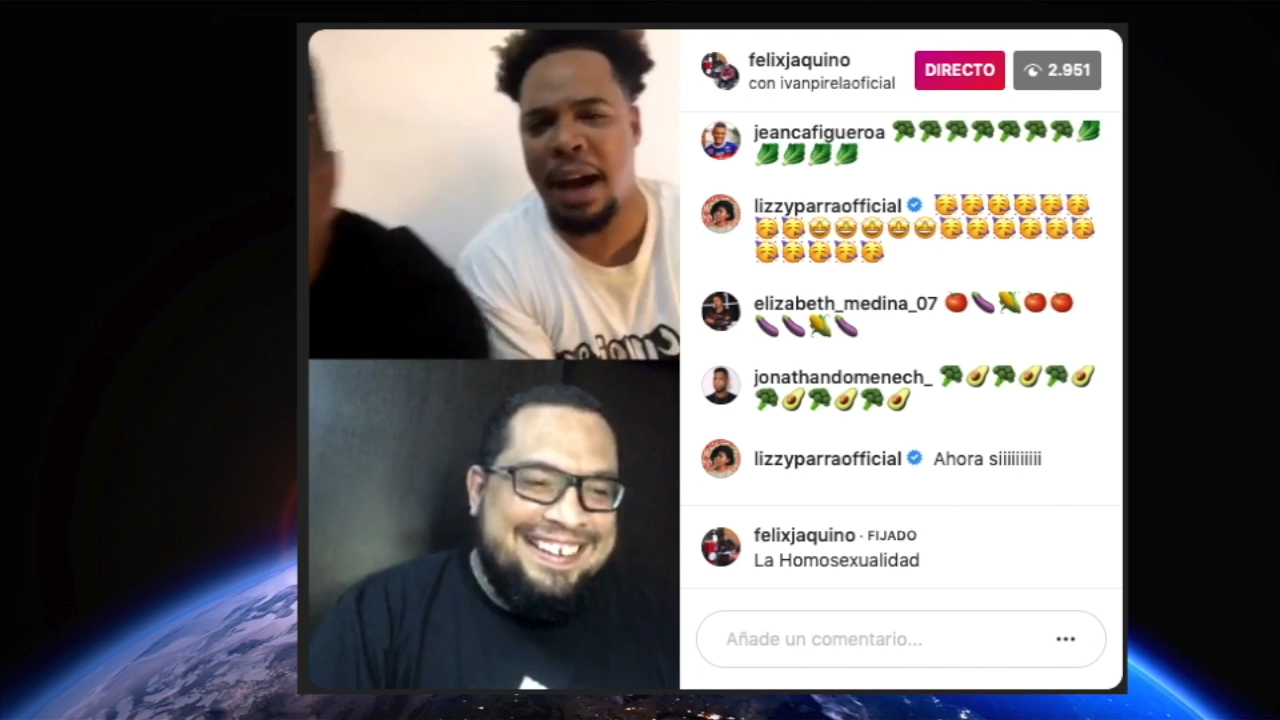 felixjaquino
con ivanpirelaoficial
DIRECTO
2.951
jeancafigueroa 🥦🥦🥦🥦🥦🥦🥦🥬
🥬🥬🥬🥬
lizzyparraofficial 🥳🥳🥳🥳🥳🥳
🥳🥳🤩🤩🤩🤩🤩🥳🥳🥳🥳🥳🥳
🥳🥳🥳🥳🥳
elizabeth_medina_07 🍅🍆🌽🍅🍅
🍆🍆🌽🍆
jonathandomenech_ 🥦🥑🥦🥑🥦🥑
🥦🥑🥦🥑🥦🥑
lizzyparraofficial Ahora siiiiiiiiii
felixjaquino · FIJADO
La Homosexualidad
Añade un comentario...